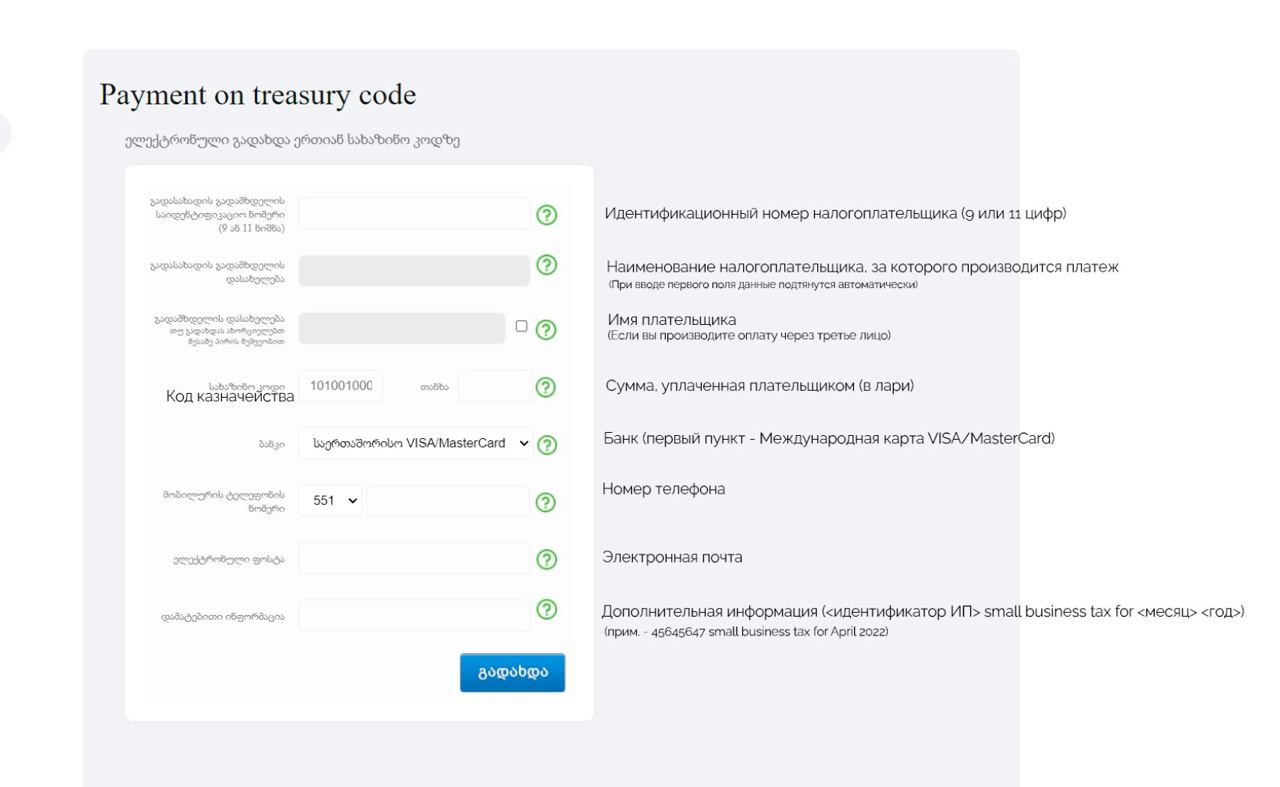 Payment on treasury code
ელექტრონული გადახდა ერთიან სახაზინო კოდზე
გადასახადის გადამხდელის
საიდენტიფიკაციო ნომერი
(9 ან 11 ნიშნა)
Идентификационный номер налогоплательщика (9 или 11 цифр)
გადასახადის გადამხდელის
დასახელება
Наименование налогоплательщика, за которого производится платеж
(При вводе первого поля данные подтянутся автоматически)
გადამხდელის დასახელება
თუ გადახდას ახორციელებთ
მესამე პირის მეშვეობით
Имя плательщика
(Если вы производите оплату через третье лицо)
სახაზინო კოდი
Код казначейства
101001000
თანხა
Сумма, уплаченная плательщиком (в лари)
ბანკი
საერთაშორისო VISA/MasterCard
Банк (первый пункт - Международная карта VISA/MasterCard)
მობილურის ტელეფონის
ნომერი
551
Номер телефона
ელექტრონული ფოსტა
Электронная почта
დამატებითი ინფორმაცია
Дополнительная информация (<идентификатор ИП> small business tax for <месяц> <год>)
(прим. - 45645647 small business tax for April 2022)
გადახდა